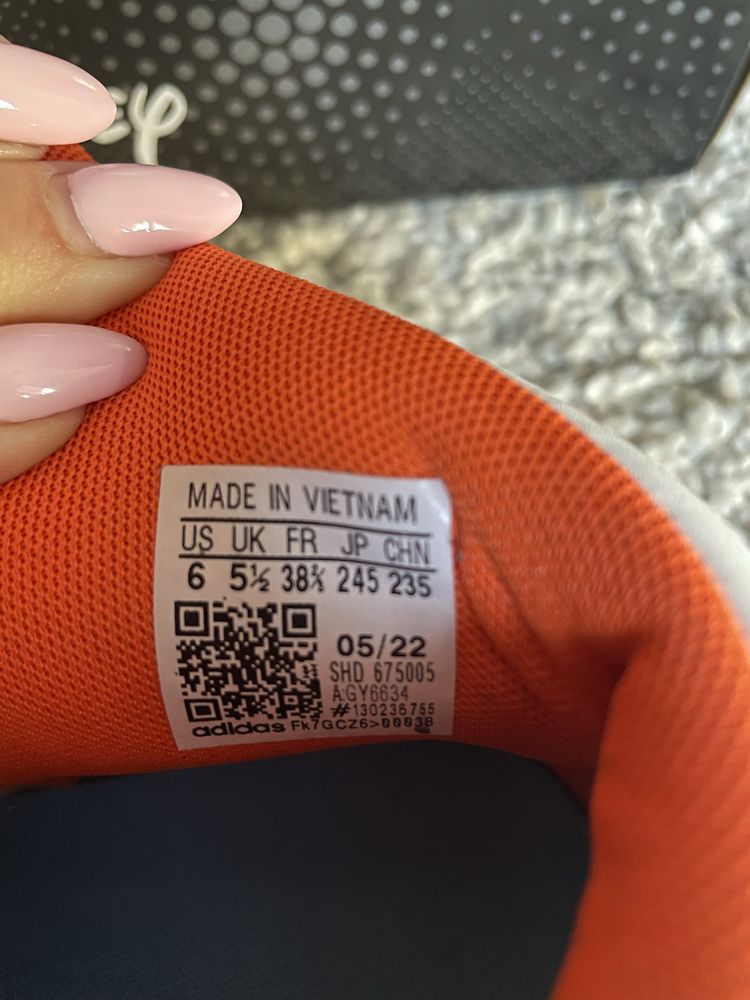 EY
MADE IN VIETNAM
US UK FR JP CHN
6 5½ 38⅔ 245 235
05/22
SHD 675005
A:GY6634
#130236755
adidas Fk7GCZ6>00038